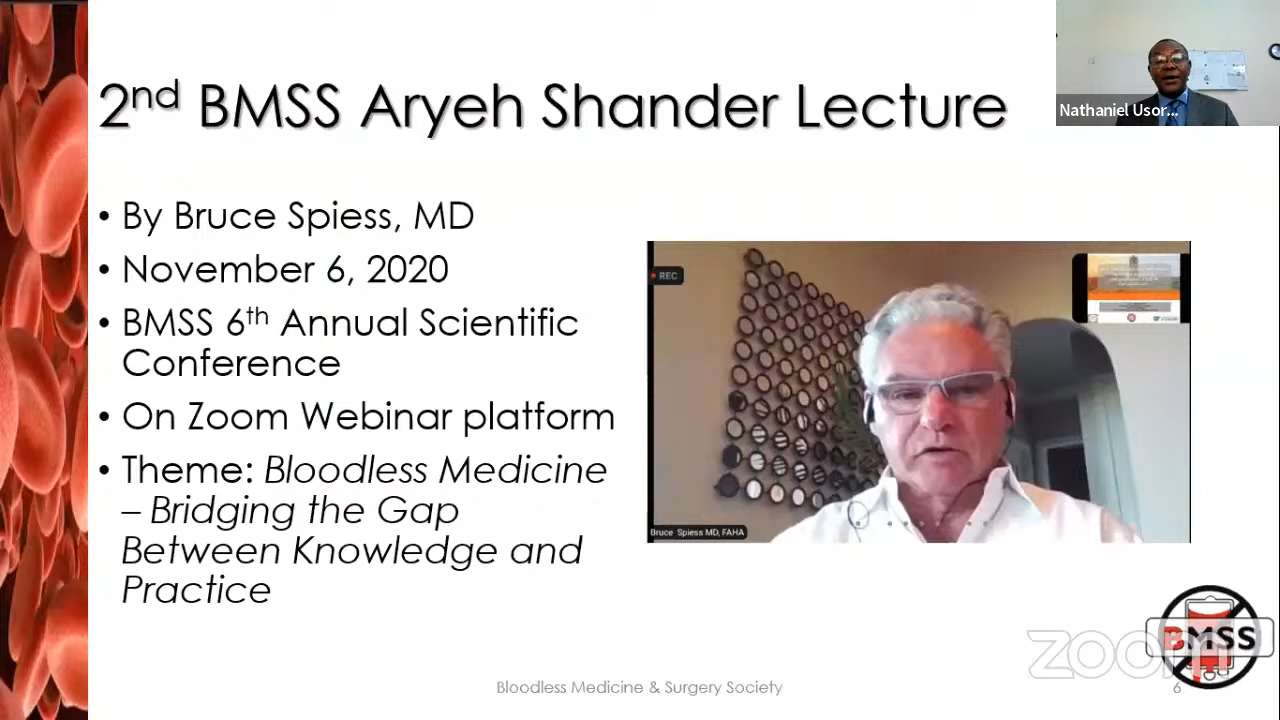 2nd BMSS Aryeh Shander Lecture
Nathaniel Usor...
• By Bruce Spiess, MD
• November 6, 2020
• BMSS 6th Annual Scientific
Conference
• On Zoom Webinar platform
• Theme: Bloodless Medicine
– Bridging the Gap
Between Knowledge and
Practice
REC
Bruce Spiess MD, FAHA
BMSS
zoom
Bloodless Medicine & Surgery Society
6